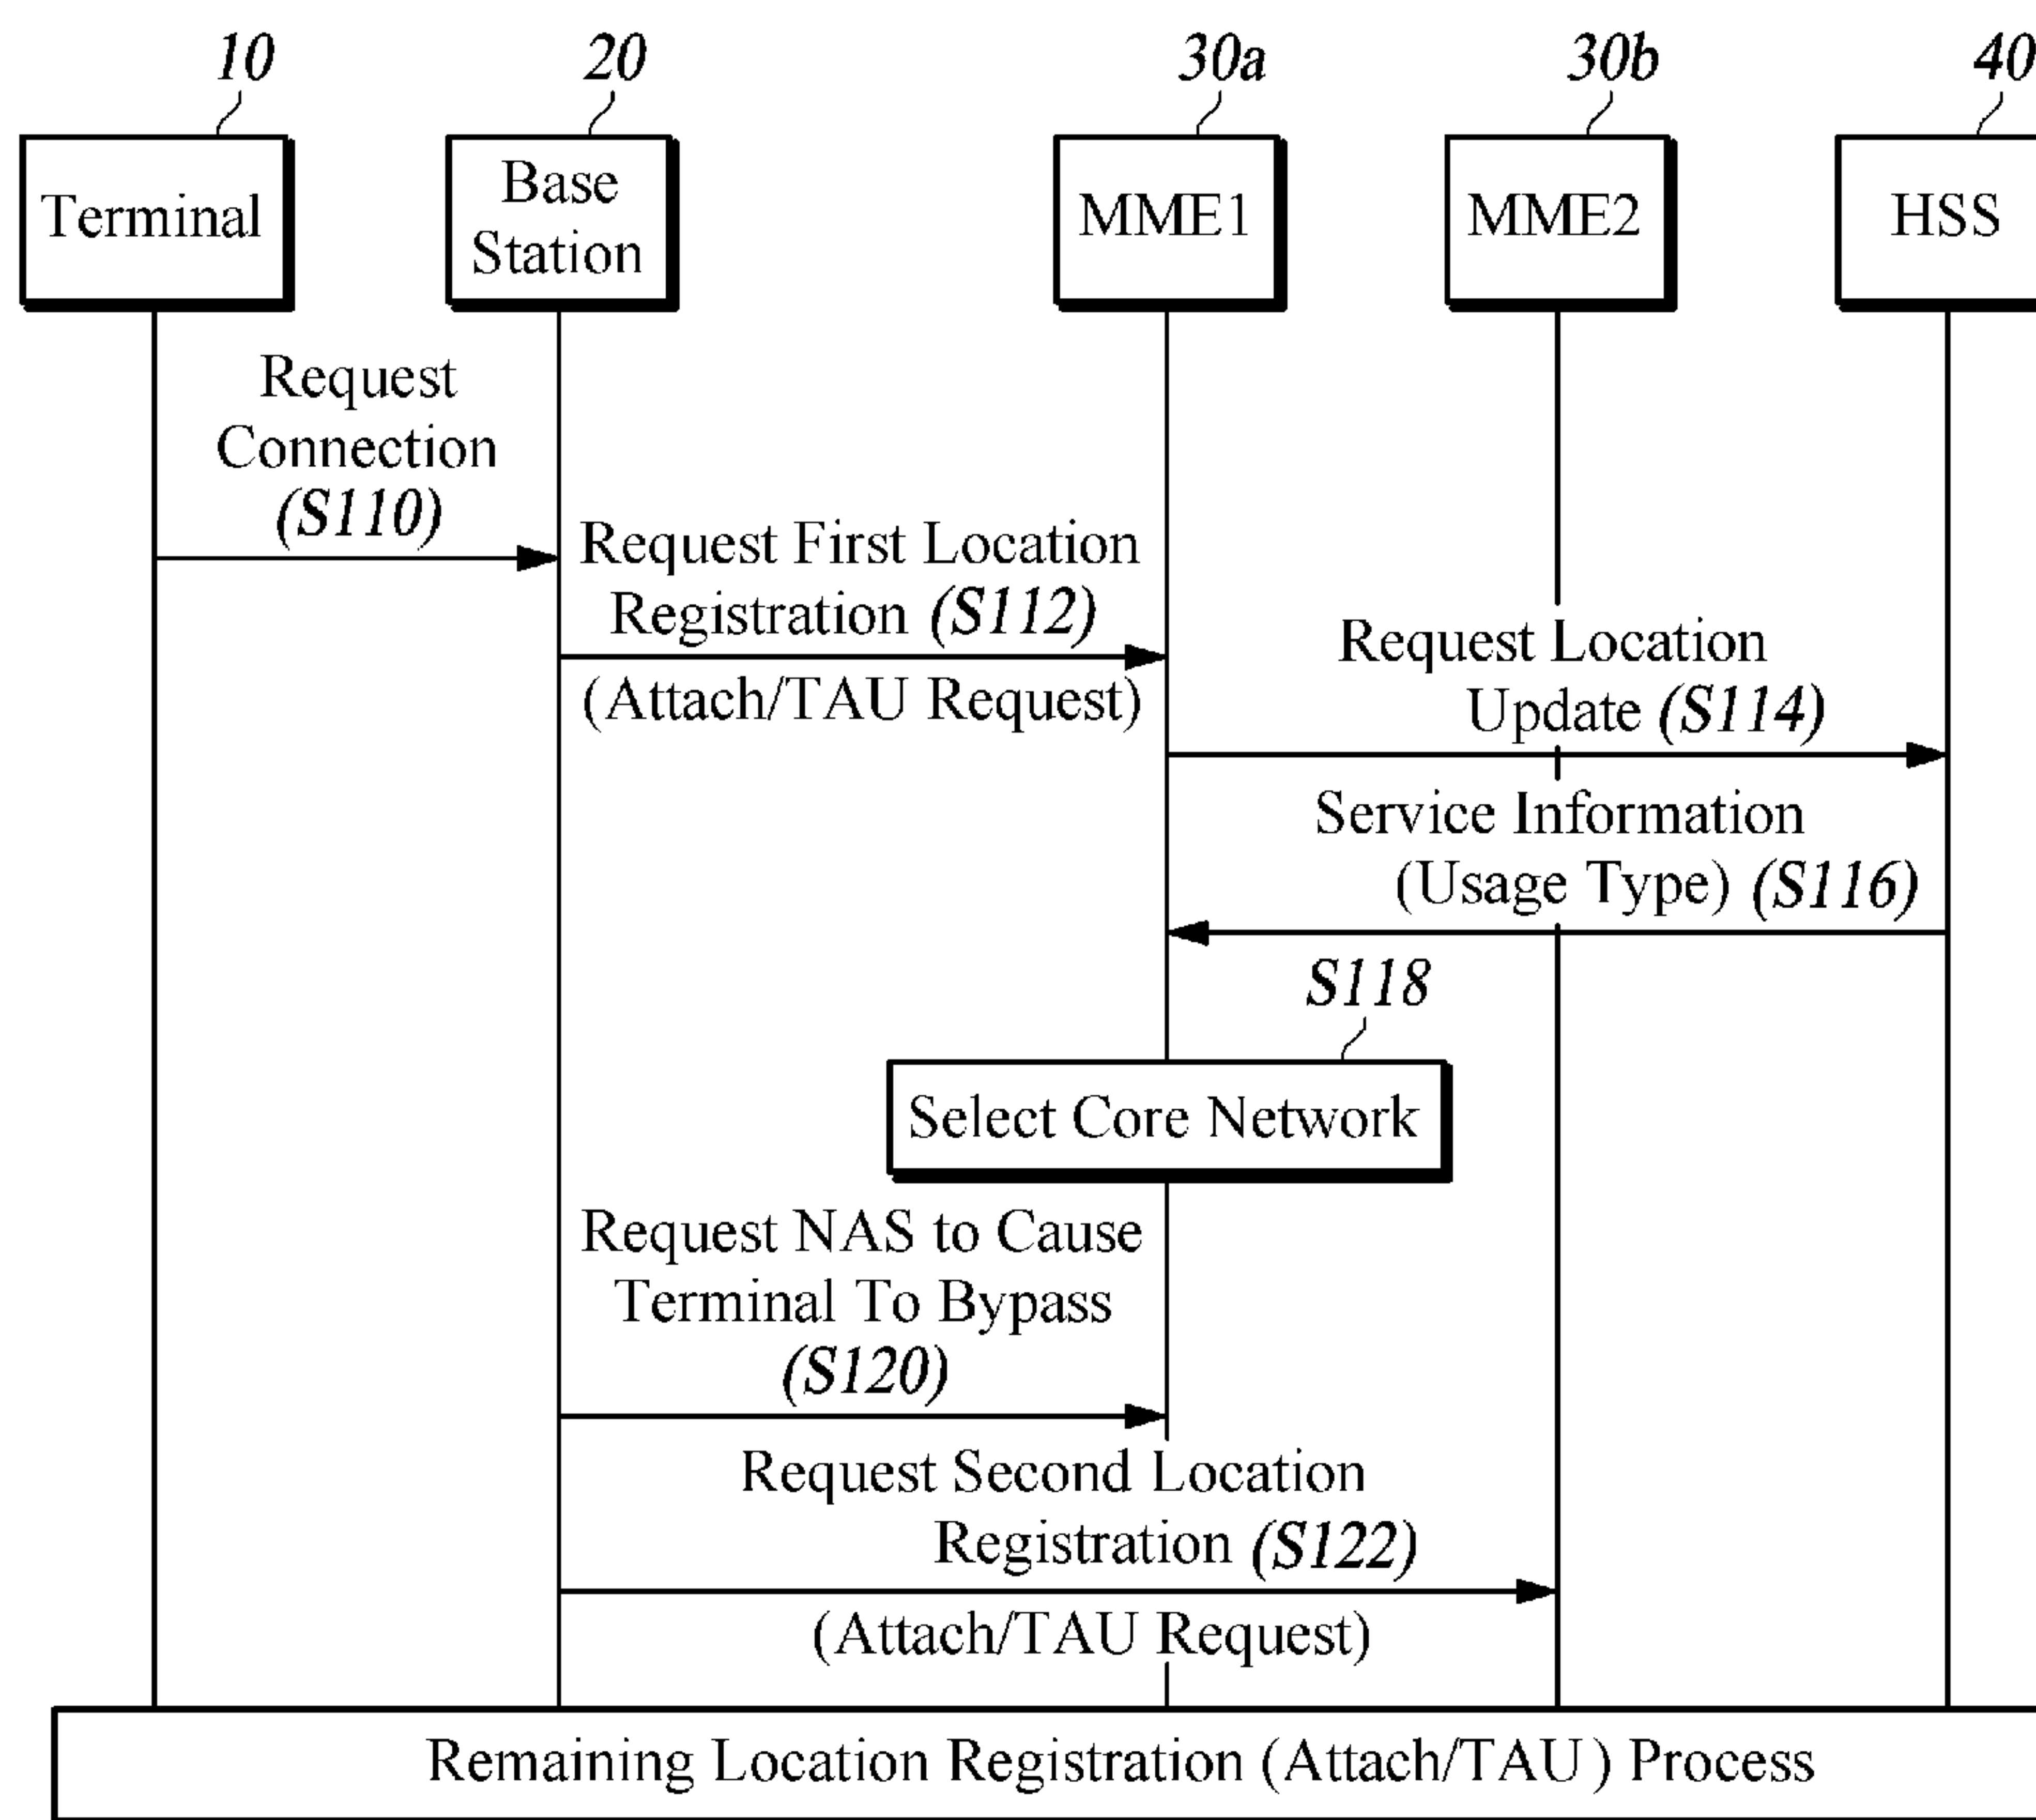 10
20
30a
30b
40
Terminal
Base
Station
MME1
MME2
HSS
Request
Connection
(S110)
Request First Location
Registration (S112)
(Attach/TAU Request)
Request Location
Update (S114)
Service Information
(Usage Type) (S116)
S118
Select Core Network
Request NAS to Cause
Terminal To Bypass
(S120)
Request Second Location
Registration (S122)
(Attach/TAU Request)
Remaining Location Registration (Attach/TAU) Process